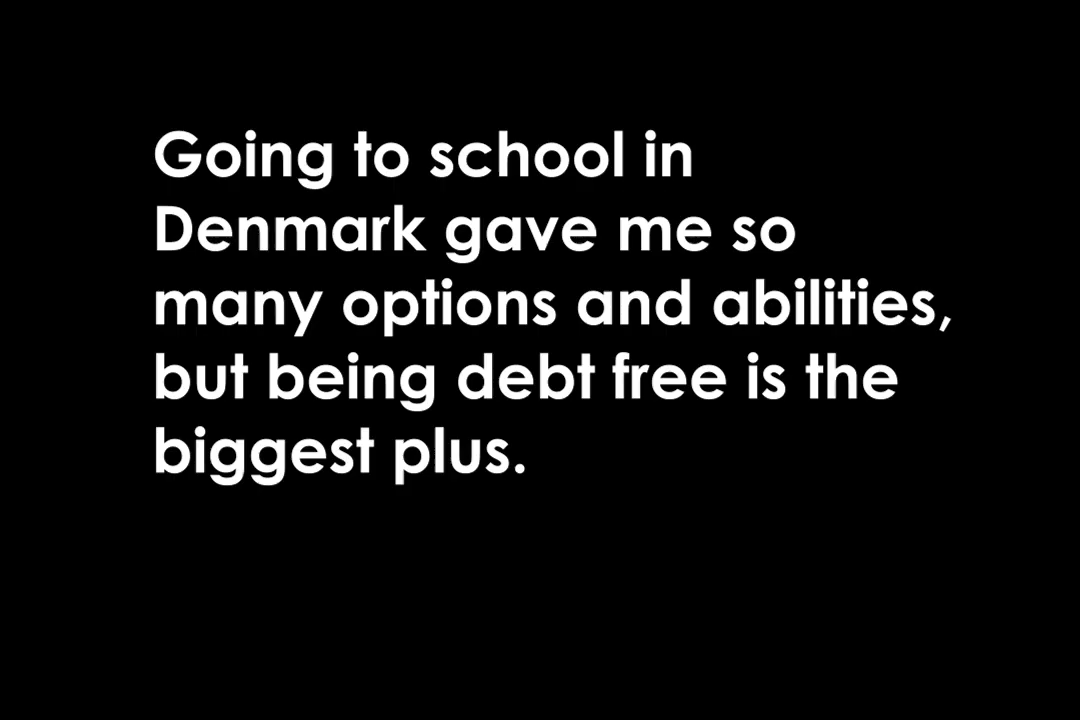 Going to school in
Denmark gave me so
many options and abilities,
but being debt free is the
biggest plus.